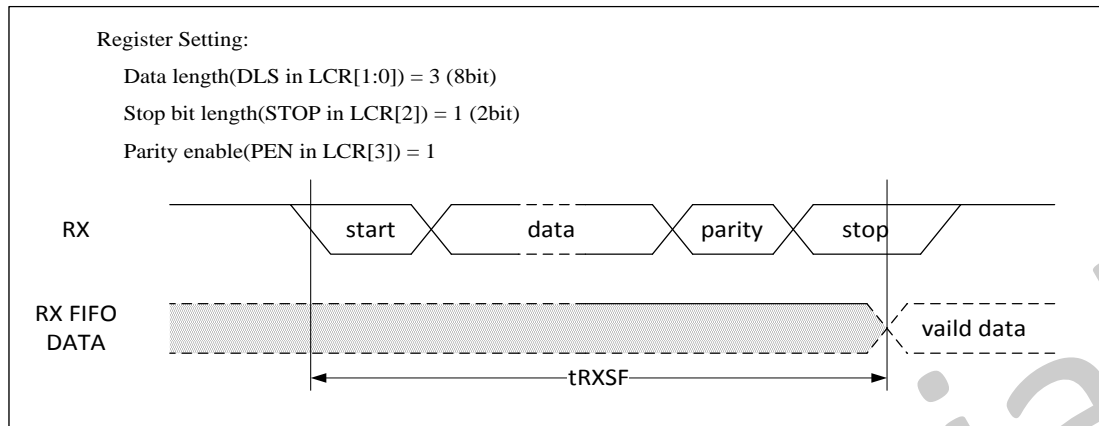 Register Setting:
Data length(DLS in LCR[1:0]) = 3 (8bit)
Stop bit length(STOP in LCR[2]) = 1 (2bit)
Parity enable(PEN in LCR[3]) = 1
RX
start
data
parity
stop
RX FIFO
DATA
vaild data
tRXSF